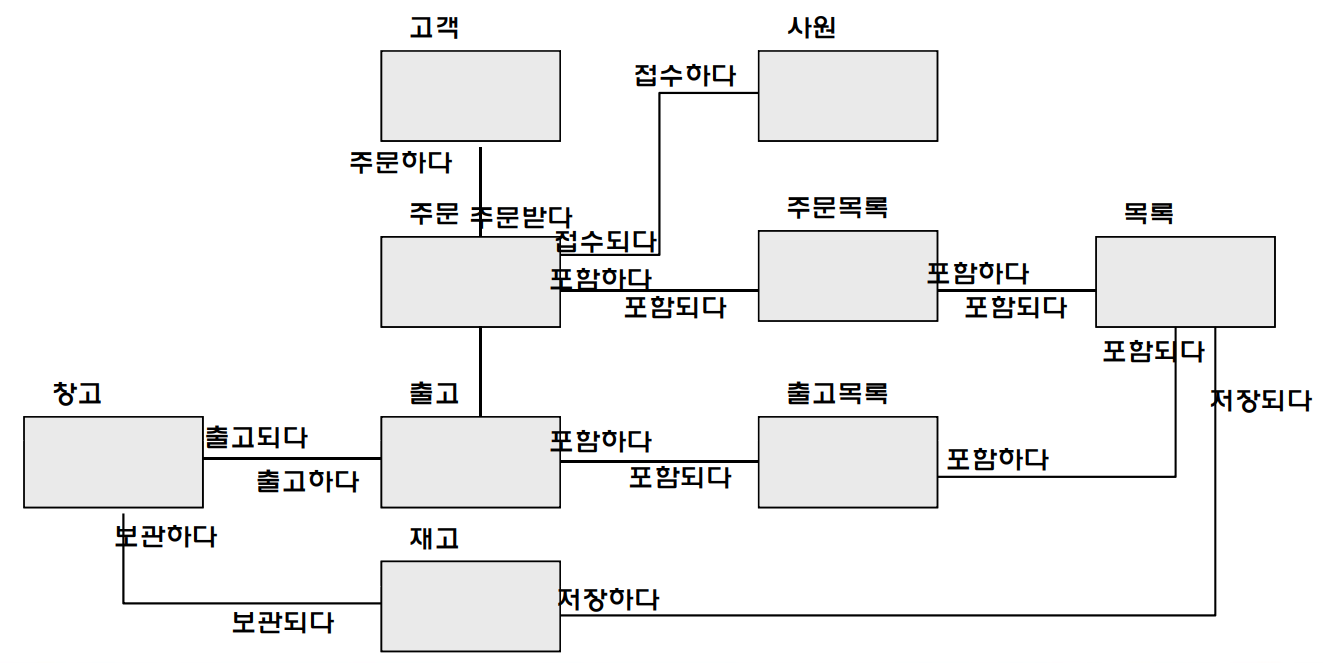 고객
사원
접수하다
주문하다
주문
주문받다
접수되다
주문목록
목록
포함하다
포함되다
포함하다
포함되다
포함되다
저장되다
창고
출고
출고목록
출고되다
출고하다
포함하다
포함되다
포함하다
보관하다
재고
보관되다
저장하다